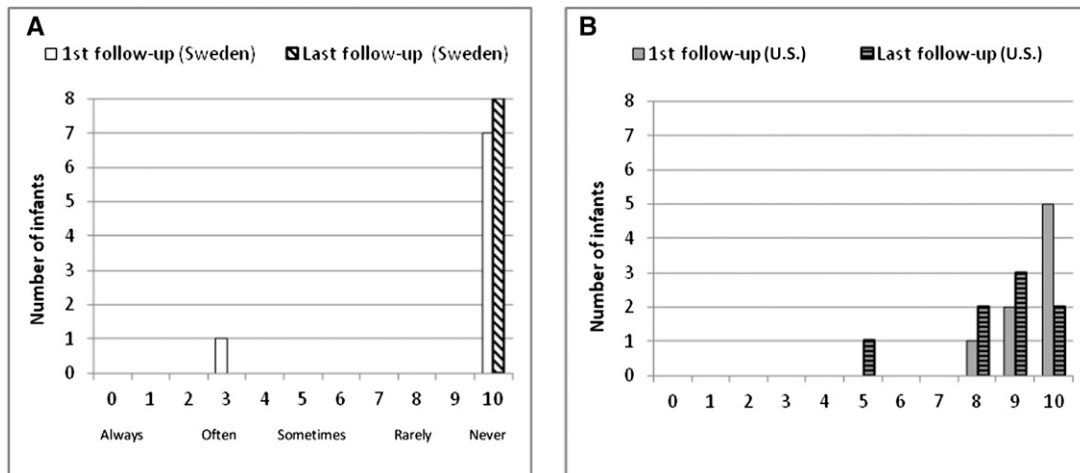 A
1st follow-up (Sweden) Last follow-up (Sweden)
Number of infants
8
7
6
5
4
3
2
1
0
0 1 2 3 4 5 6 7 8 9 10
Always Often Sometimes Rarely Never
B
1st follow-up (U.S.) Last follow-up (U.S.)
Number of infants
8
7
6
5
4
3
2
1
0
0 1 2 3 4 5 6 7 8 9 10